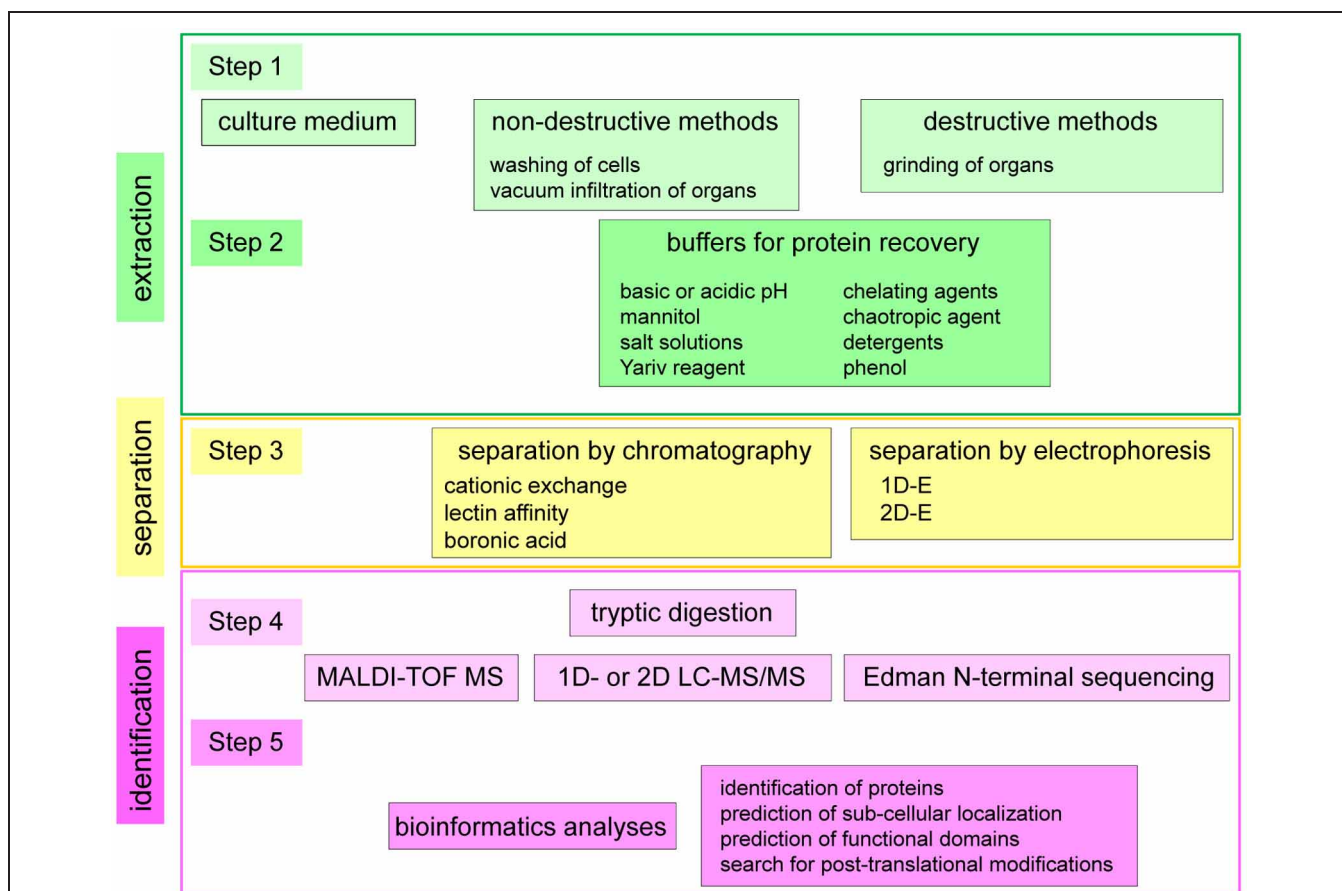 extraction
Step 1
culture medium
non-destructive methods
washing of cells
vacuum infiltration of organs
destructive methods
grinding of organs
Step 2
buffers for protein recovery
basic or acidic pH
mannitol
salt solutions
Yariv reagent
chelating agents
chaotropic agent
detergents
phenol
separation
Step 3
separation by chromatography
cationic exchange
lectin affinity
boronic acid
separation by electrophoresis
1D-E
2D-E
identification
Step 4
tryptic digestion
MALDI-TOF MS
1D- or 2D LC-MS/MS
Edman N-terminal sequencing
Step 5
bioinformatics analyses
identification of proteins
prediction of sub-cellular localization
prediction of functional domains
search for post-translational modifications